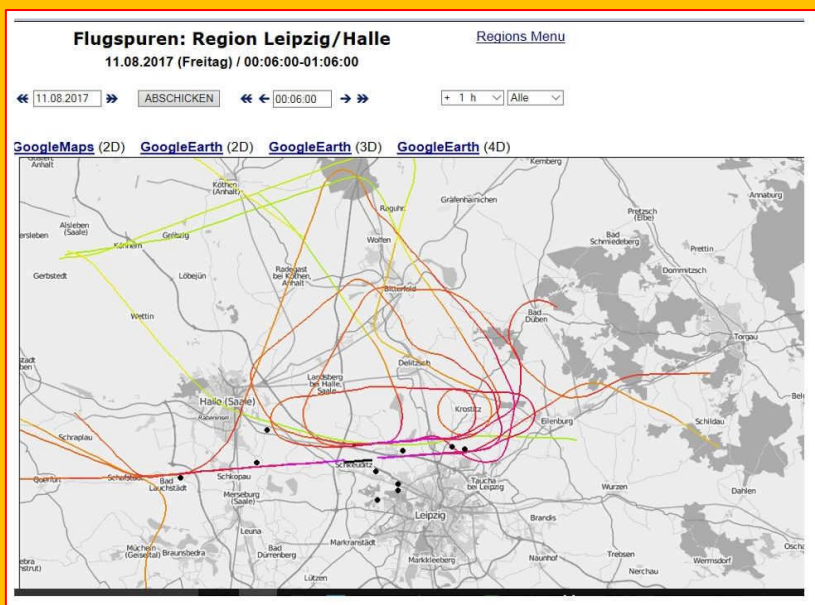 Flugspuren: Region Leipzig/Halle
Regions Menu
11.08.2017 (Freitag) / 00:06:00-01:06:00
11.08.2017 ABSCHICKEN 00:06:00 + 1 h Alle
GoogleMaps (2D) GoogleEarth (2D) GoogleEarth (3D) GoogleEarth (4D)
Anhalt
Kemberg
Köthen
(Anhalt)
Annaburg
Gräfenhainichen
Raguhn
Pretzsch
(Elbe)
Alsleben
(Saale)
Gröbzig
Könnern
Wolfen
Bad
Schmiedeberg
Prettin
Gerbstedt
Löbejün
Radegast
bei Köthen,
Anhalt
Dommitzsch
Bitterfeld
Wettin
Bad
Düben
Torgau
Delitzsch
Landsberg
bei Halle,
Saale
Halle (Saale)
Krostitz
Eilenburg
Schildau
Schraplau
Schkeuditz
Querfurt
Schafstädt
Bad
Lauchstädt
Schkopau
Merseburg
(Saale)
Taucha
bei Leipzig
Wurzen
Dahlen
Leipzig
Brandis
Leuna
Mücheln
(Geiseltal)
Braunsbedra
Bad
Dürrenberg
Markranstädt
Markkleeberg
Naunhof
Trebsen
Wermsdorf
Nerchau
Lützen